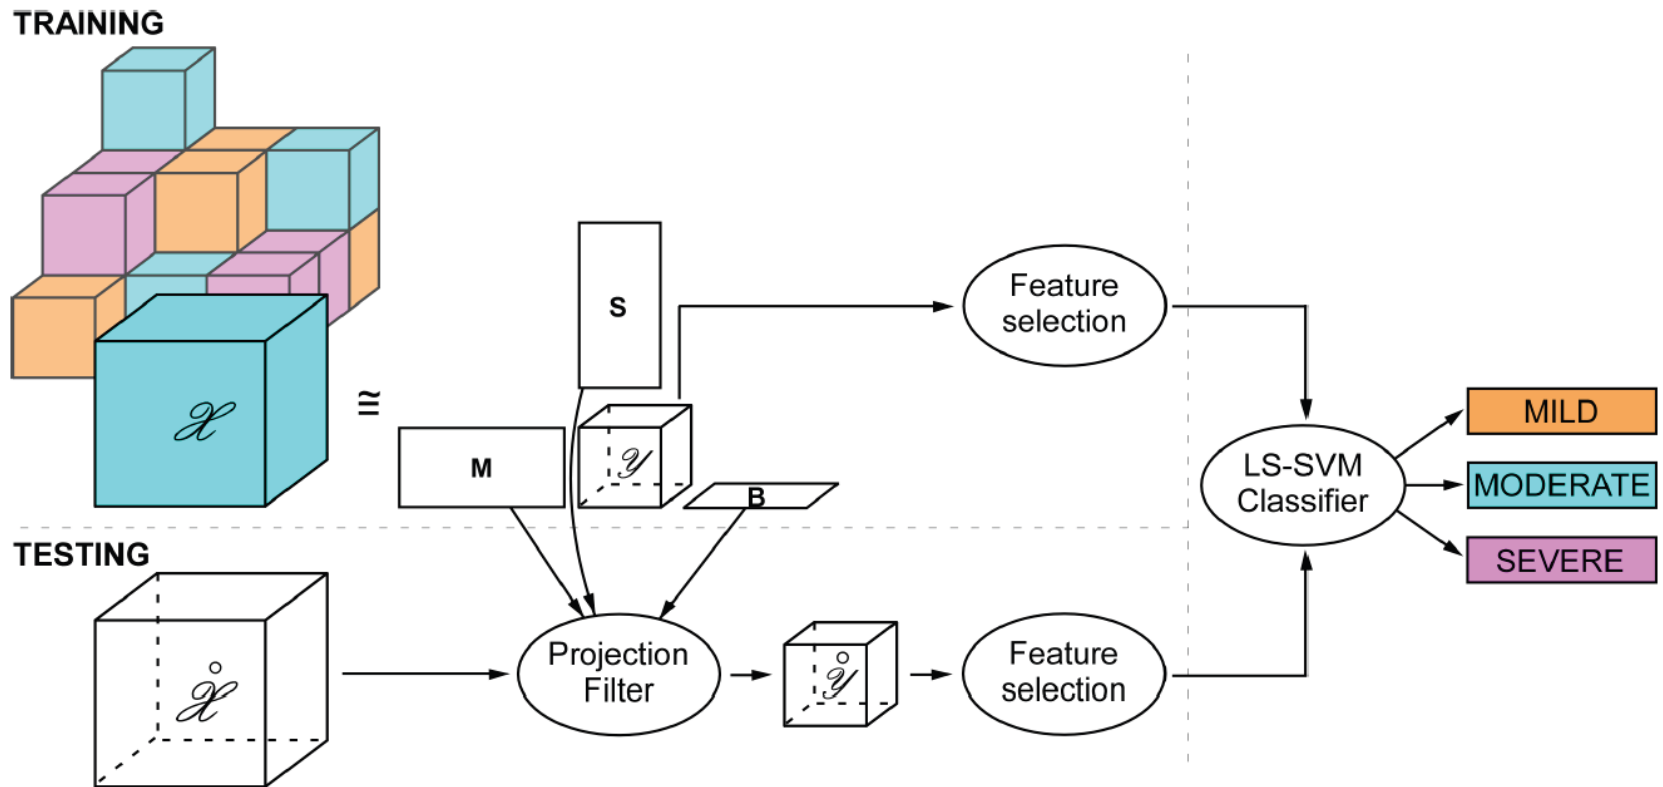 TRAINING
𝒳
≅
S
M
𝒴
B
Feature
selection
LS-SVM
Classifier
MILD
MODERATE
SEVERE
TESTING
𝒳̊
Projection
Filter
𝒴̊
Feature
selection